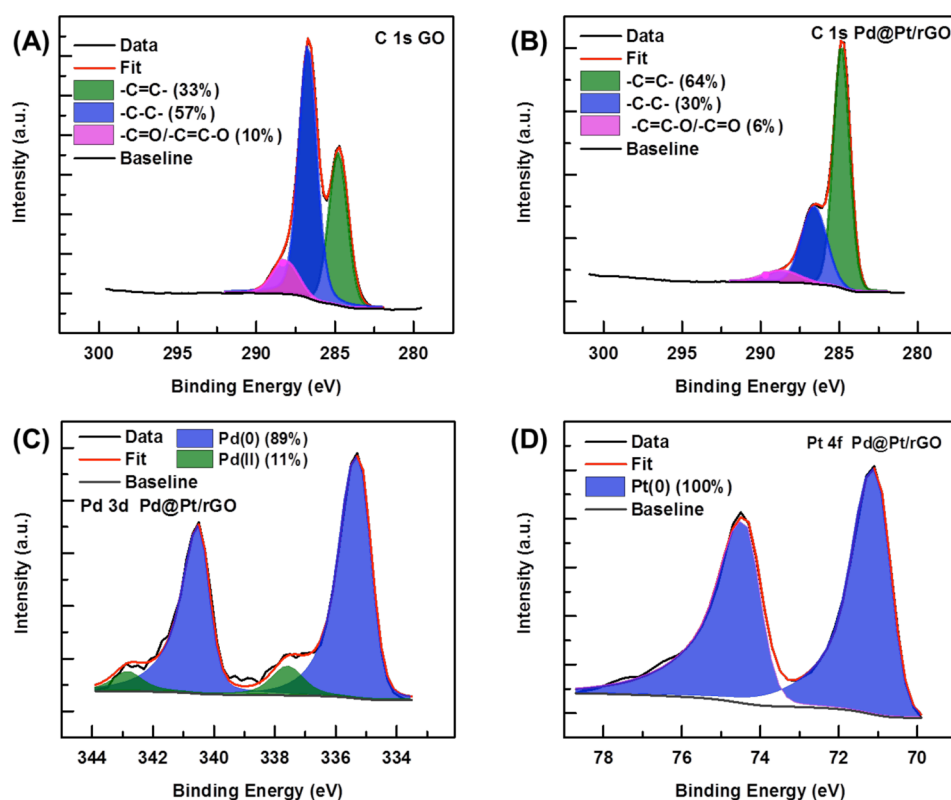 (A)
C 1s GO
Data
Fit
-C=C- (33%)
-C-C- (57%)
-C=O/-C=C-O (10%)
Baseline
Intensity (a.u.)
300 295 290 285 280
Binding Energy (eV)
(B)
C 1s Pd@Pt/rGO
Data
Fit
-C=C- (64%)
-C-C- (30%)
-C=C-O/-C=O (6%)
Baseline
Intensity (a.u.)
300 295 290 285 280
Binding Energy (eV)
(C)
Data Pd(0) (89%)
Fit Pd(II) (11%)
Baseline
Pd 3d Pd@Pt/rGO
Intensity (a.u.)
344 342 340 338 336 334
Binding Energy (eV)
(D)
Pt 4f Pd@Pt/rGO
Data
Fit
Pt(0) (100%)
Baseline
Intensity (a.u.)
78 76 74 72 70
Binding Energy (eV)